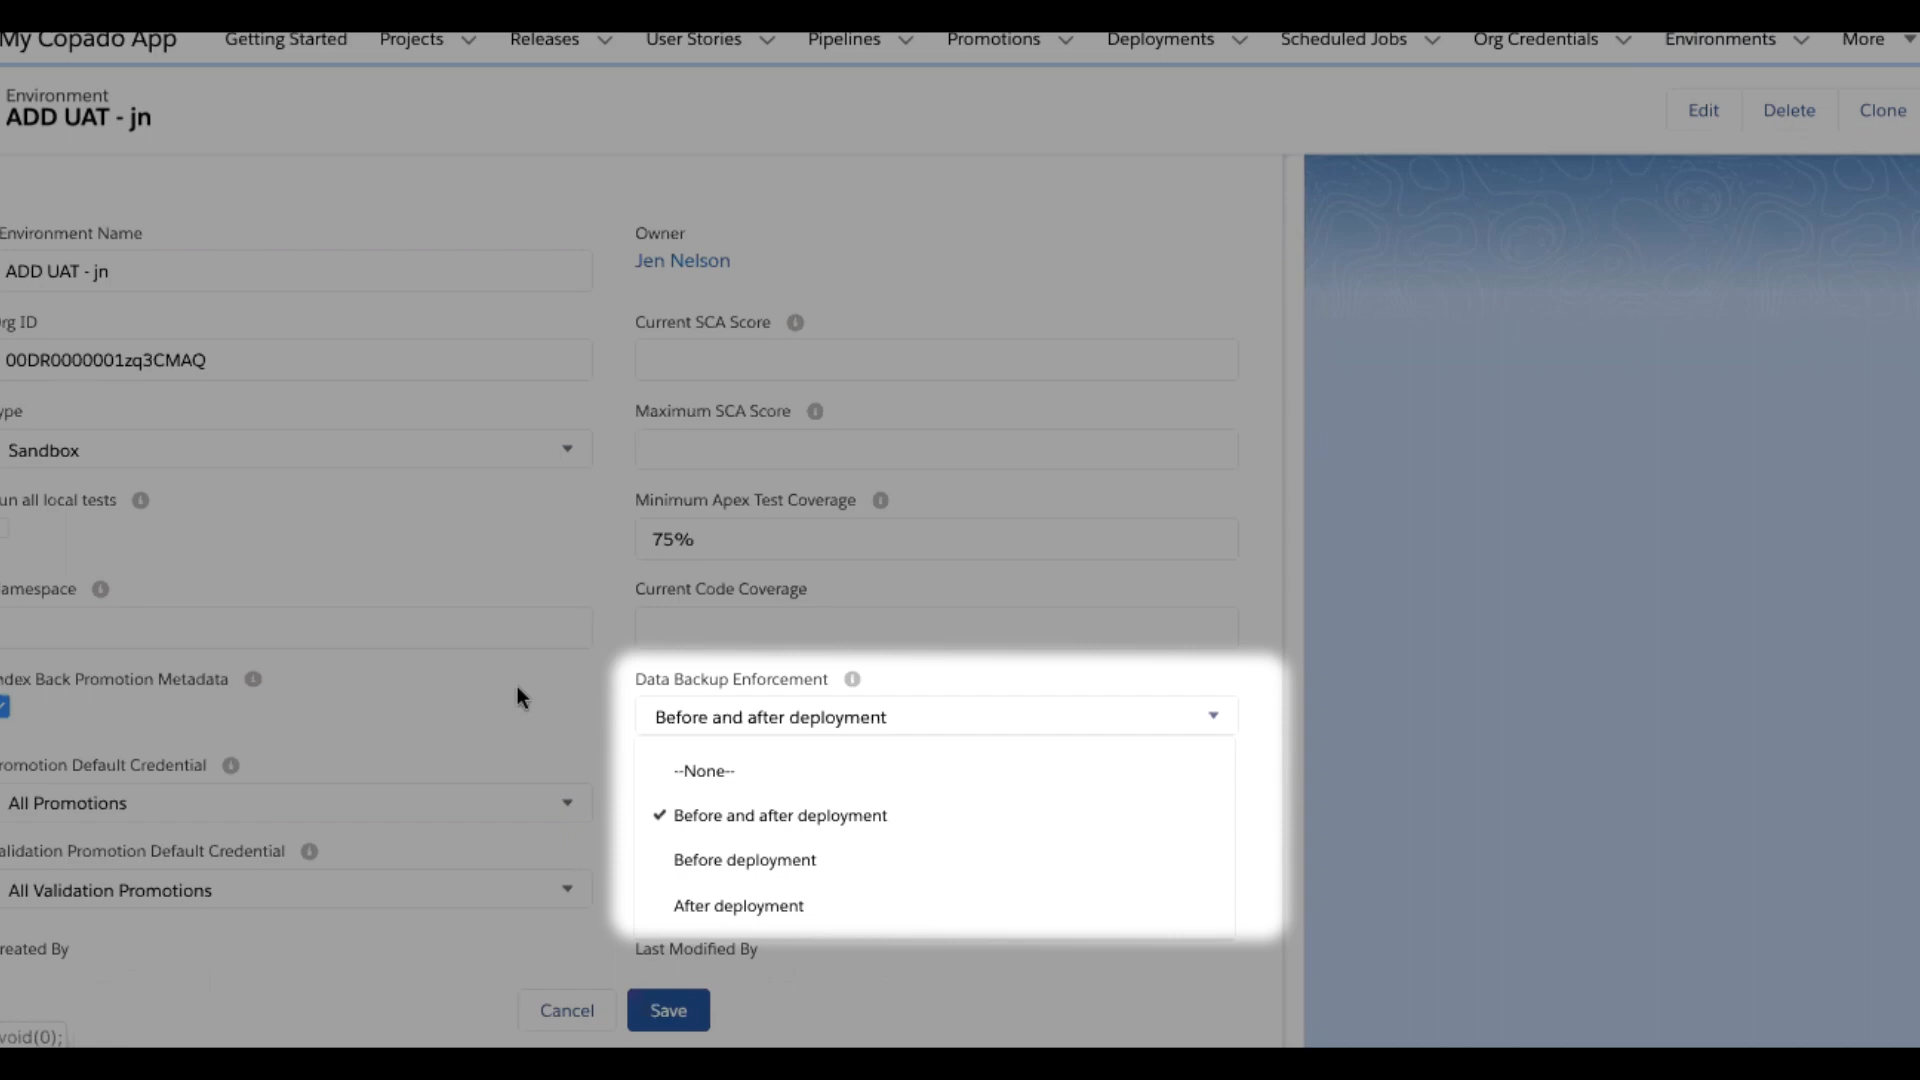 My Copado App Getting Started Projects Releases User Stories Pipelines Promotions Deployments Scheduled Jobs Org Credentials Environments More
Environment
ADD UAT - jn
Edit Delete Clone
Environment Name
ADD UAT - jn
Owner
Jen Nelson
rg ID
00DR0000001zq3CMAQ
Current SCA Score
ype
Sandbox
Maximum SCA Score
un all local tests
Minimum Apex Test Coverage
75%
amespace
Current Code Coverage
ndex Back Promotion Metadata
Data Backup Enforcement
Before and after deployment
--None--
Before and after deployment
Before deployment
After deployment
romotion Default Credential
All Promotions
alidation Promotion Default Credential
All Validation Promotions
reated By
Last Modified By
Cancel Save
void(0);